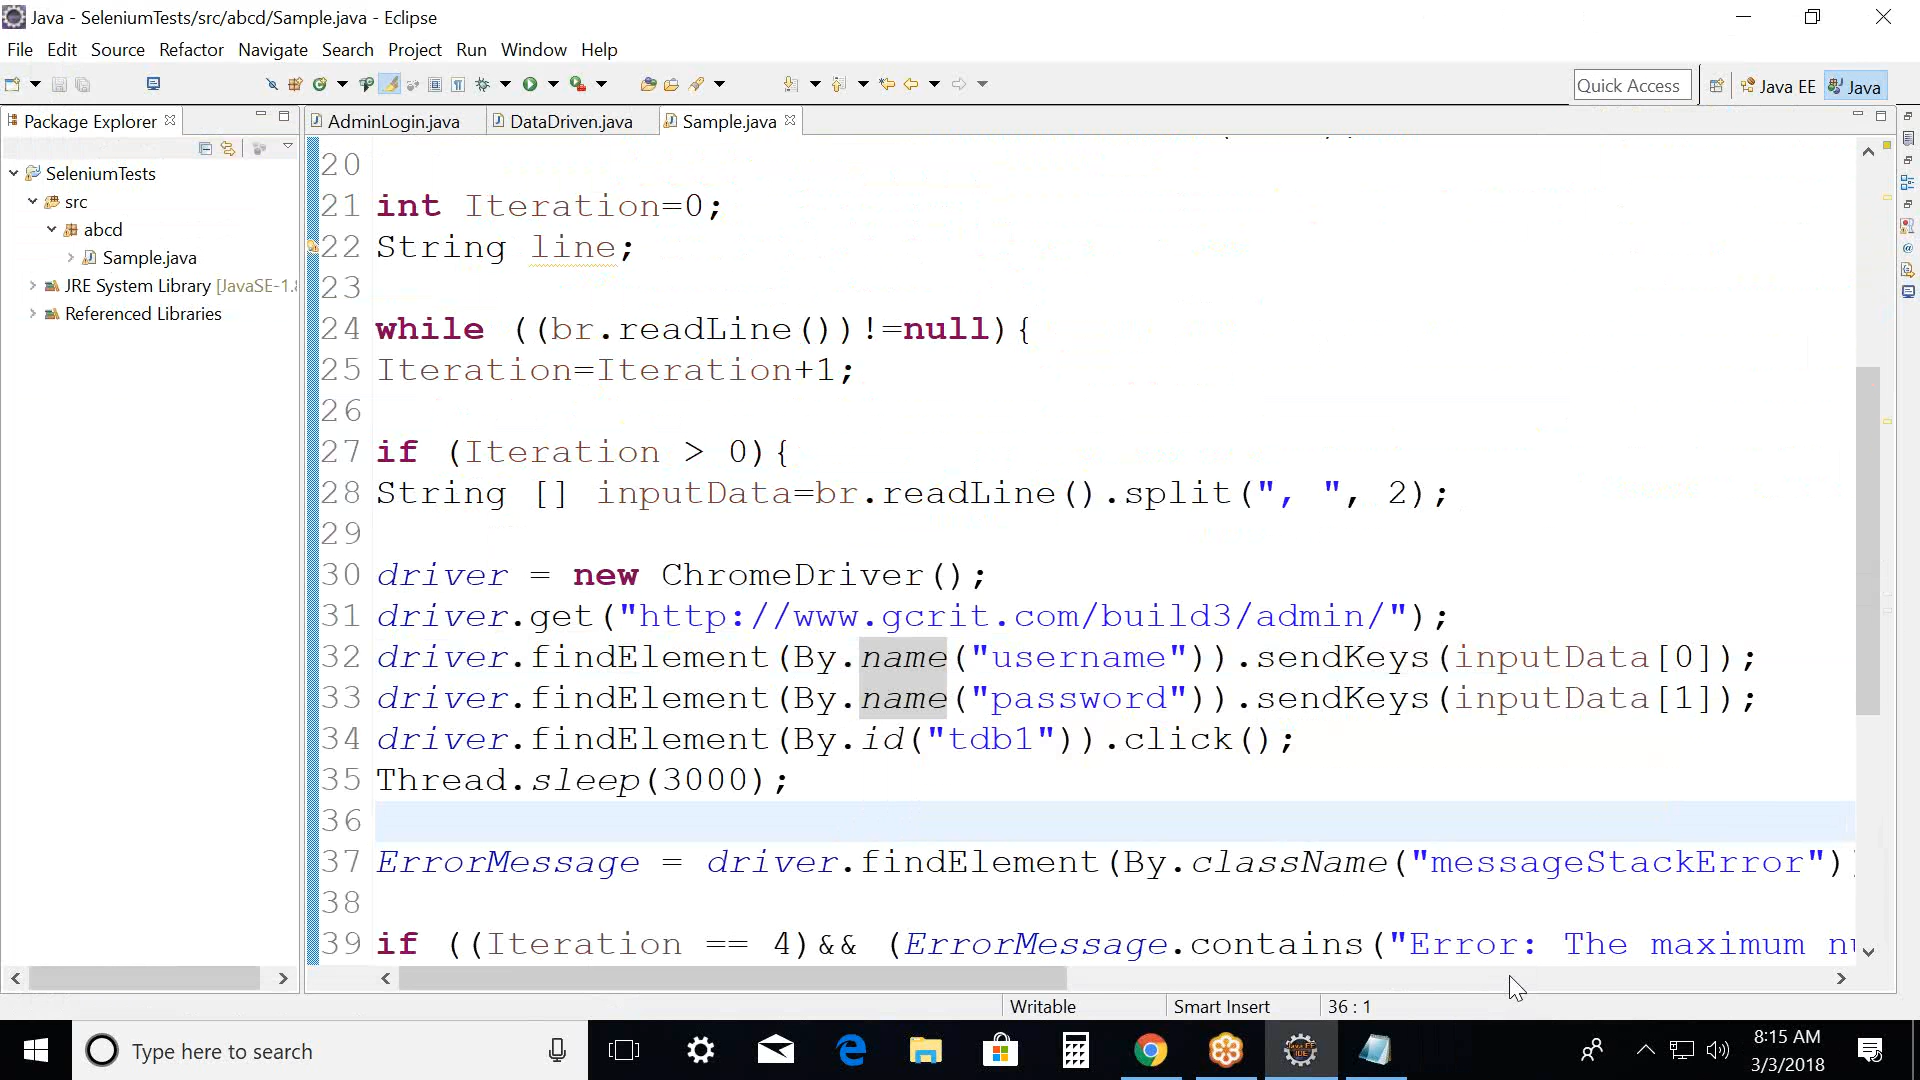 Java - SeleniumTests/src/abcd/Sample.java - Eclipse
File Edit Source Refactor Navigate Search Project Run Window Help
Quick Access Java EE Java
Package Explorer AdminLogin.java DataDriven.java Sample.java
SeleniumTests
src
abcd
Sample.java
JRE System Library [JavaSE-1.8
Referenced Libraries
20
21 int Iteration=0;
22 String line;
23
24 while ((br.readLine())!=null){
25 Iteration=Iteration+1;
26
27 if (Iteration > 0){
28 String [] inputData=br.readLine().split(", ", 2);
29
30 driver = new ChromeDriver();
31 driver.get("http://www.gcrit.com/build3/admin/");
32 driver.findElement(By.name("username")).sendKeys(inputData[0]);
33 driver.findElement(By.name("password")).sendKeys(inputData[1]);
34 driver.findElement(By.id("tdb1")).click();
35 Thread.sleep(3000);
36
37 ErrorMessage = driver.findElement(By.className("messageStackError")
38
39 if ((Iteration == 4)&& (ErrorMessage.contains("Error: The maximum
Writable Smart Insert 36 : 1
Type here to search
8:15 AM
3/3/2018